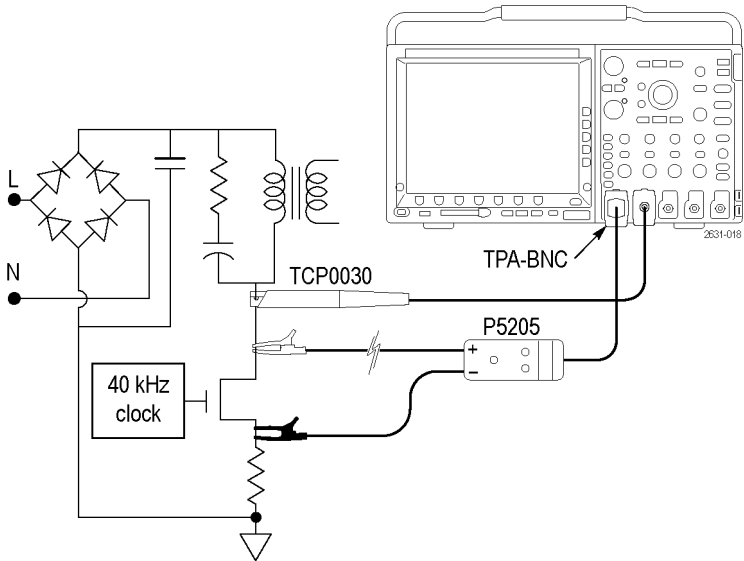 2631-018
L
TPA-BNC
N
TCP0030
P5205
+
−
40 kHz
clock